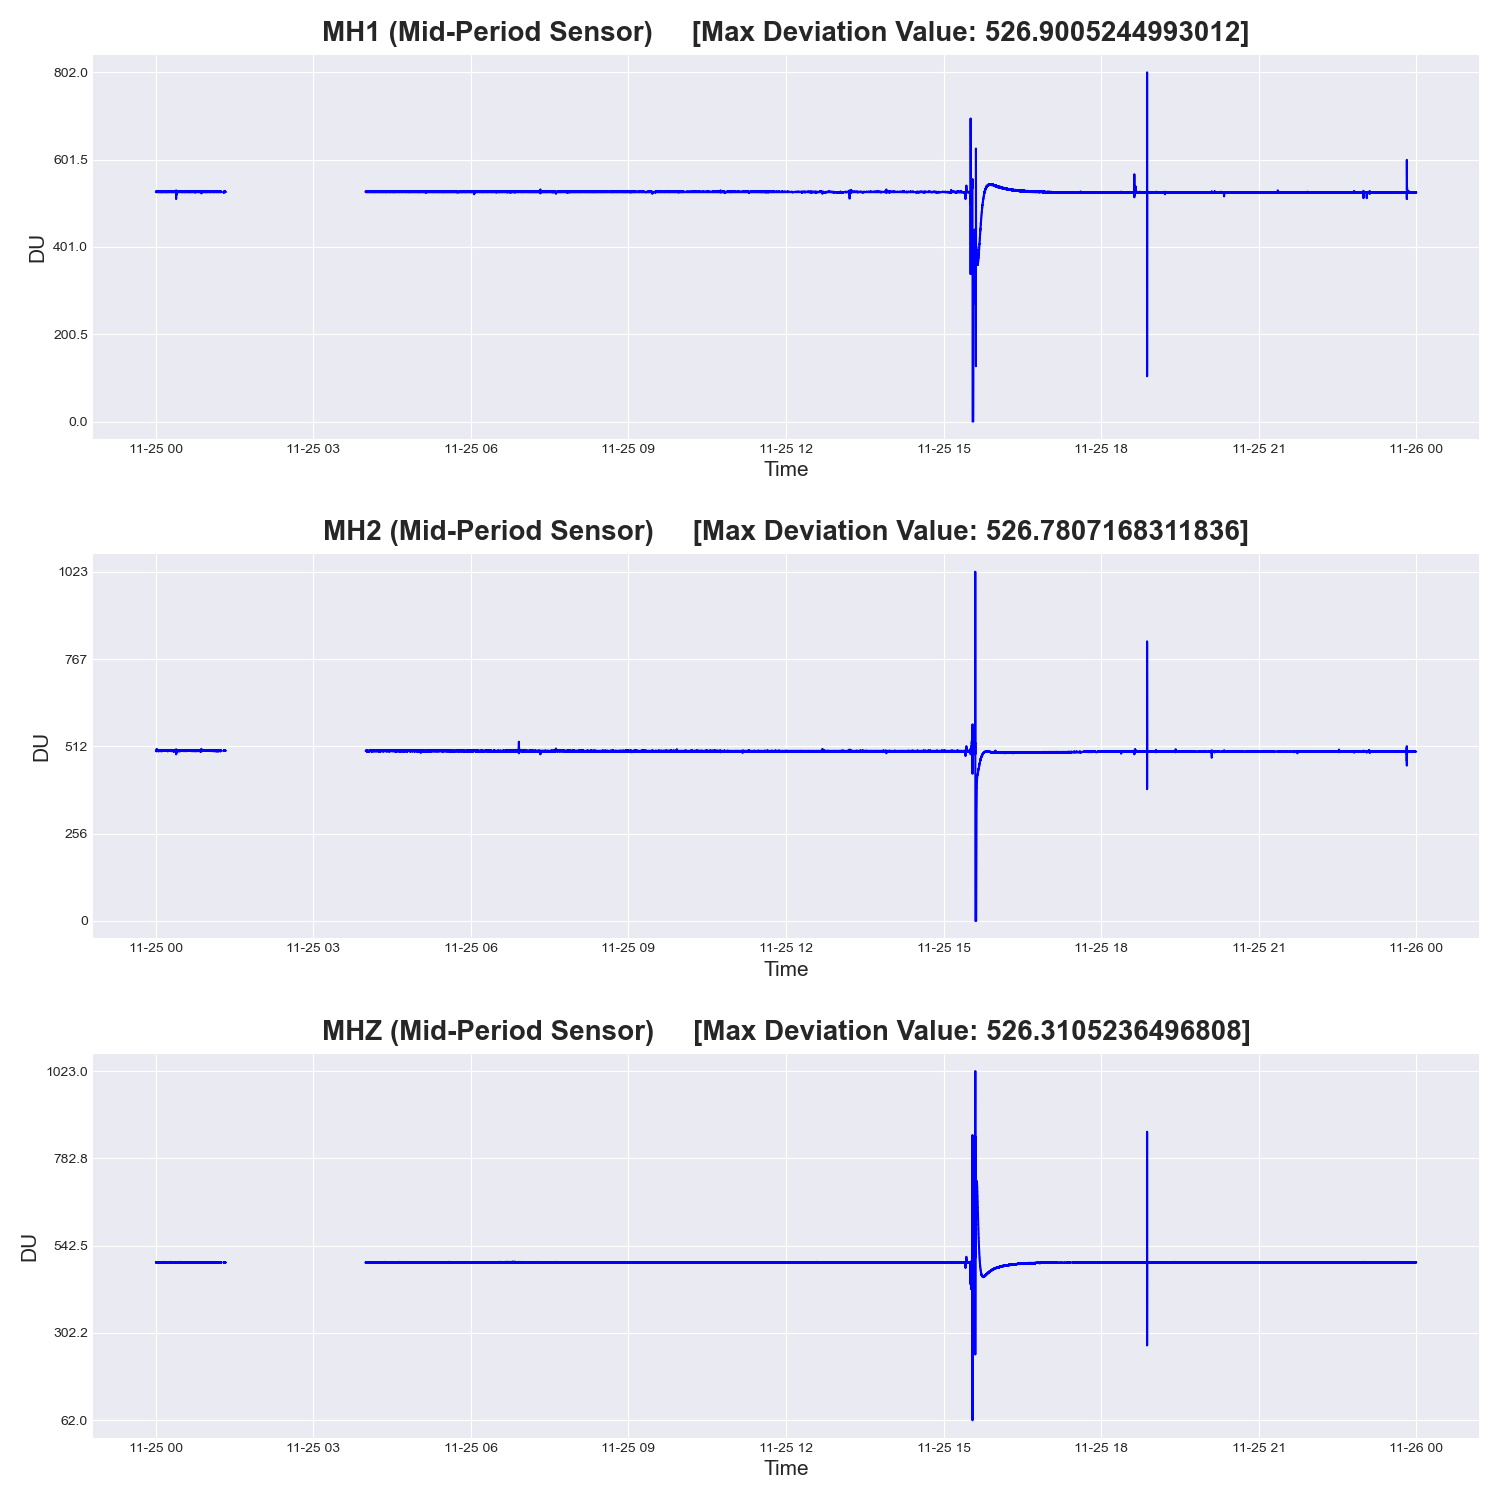 MH1 (Mid-Period Sensor) [Max Deviation Value: 526.9005244993012]
802.0
601.5
401.0
200.5
0.0
DU
11-25 00 11-25 03 11-25 06 11-25 09 11-25 12 11-25 15 11-25 18 11-25 21 11-26 00
Time
MH2 (Mid-Period Sensor) [Max Deviation Value: 526.7807168311836]
1023
767
512
256
0
DU
11-25 00 11-25 03 11-25 06 11-25 09 11-25 12 11-25 15 11-25 18 11-25 21 11-26 00
Time
MHZ (Mid-Period Sensor) [Max Deviation Value: 526.3105236496808]
1023.0
782.8
542.5
302.2
62.0
DU
11-25 00 11-25 03 11-25 06 11-25 09 11-25 12 11-25 15 11-25 18 11-25 21 11-26 00
Time